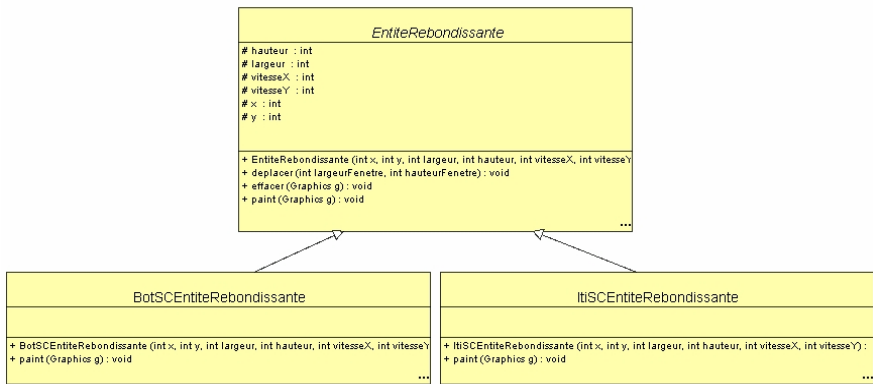 EntiteRebondissante
# hauteur : int
# largeur : int
# vitesseX : int
# vitesseY : int
# x : int
# y : int
+ EntiteRebondissante (int x, int y, int largeur, int hauteur, int vitesseX, int vitesseY
+ deplacer (int largeurFenetre, int hauteurFenetre) : void
+ effacer (Graphics g) : void
+ paint (Graphics g) : void
...
BotSCEntiteRebondissante
+ BotSCEntiteRebondissante (int x, int y, int largeur, int hauteur, int vitesseX, int vitesseY
+ paint (Graphics g) : void
...
ItiSCEntiteRebondissante
+ ItiSCEntiteRebondissante (int x, int y, int largeur, int hauteur, int vitesseX, int vitesseY) :
+ paint (Graphics g) : void
...